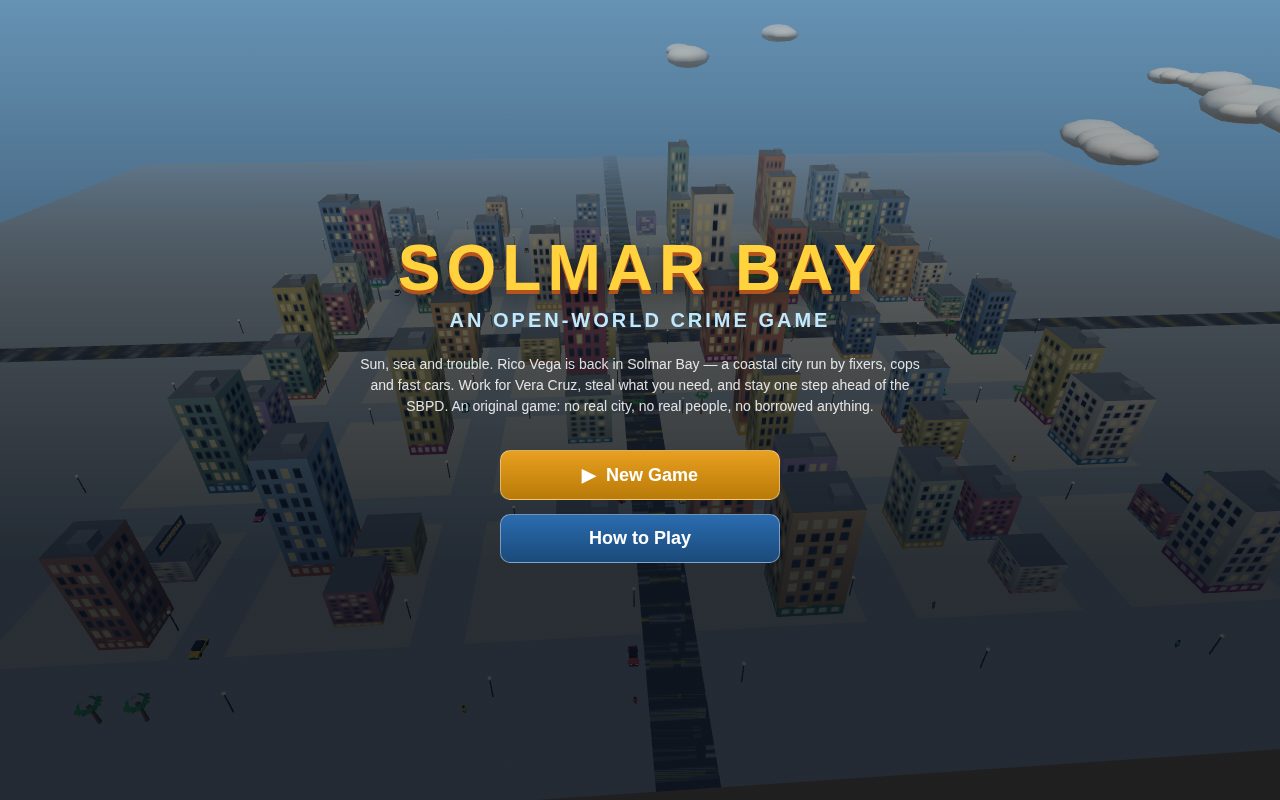 SOLMAR BAY
AN OPEN-WORLD CRIME GAME
Sun, sea and trouble. Rico Vega is back in Solmar Bay — a coastal city run by fixers, cops
and fast cars. Work for Vera Cruz, steal what you need, and stay one step ahead of the
SBPD. An original game: no real city, no real people, no borrowed anything.
▶ New Game
How to Play